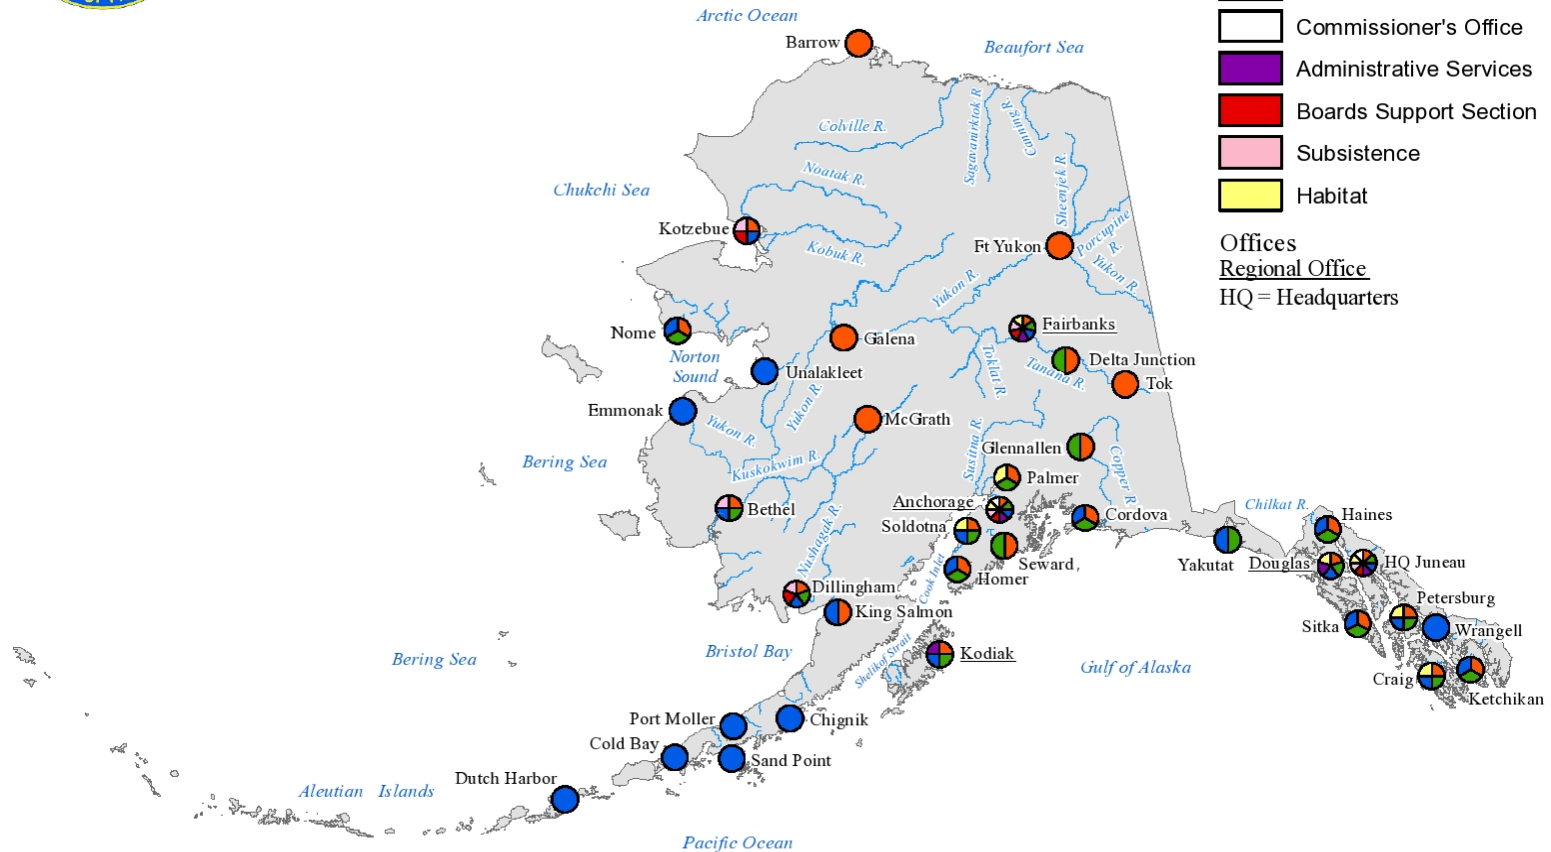 Arctic Ocean
Commissioner's Office
Barrow
Beaufort Sea
Administrative Services
Boards Support Section
Subsistence
Habitat
Colville R.
Sagavanirktok R
Canning R.
Noatak R.
Sheenjek R.
Chukchi Sea
Kotzebue
Kobuk R.
Ft Yukon
Porcupine
R.
Yukon R.
Offices
Regional Office
HQ = Headquarters
Yukon R.
Nome
Galena
Fairbanks
Norton
Sound
Unalakleet
Toklat R.
Delta Junction
Tanana R.
Tok
Emmonak
Yukon R.
Yukon R.
McGrath
Susitna R.
Glennallen
Copper R
Bering Sea
Kuskokwim R.
Palmer
Bethel
Anchorage
Cordova
Chilkat R.
Haines
Nushagak R.
Soldotna
Seward,
Yakutat
Douglas
HQ Juneau
Homer
Cook Inlet
Dillingham
King Salmon
Petersburg
Sitka
Wrangell
Bering Sea
Bristol Bay
Shelikof Strait
Kodiak
Gulf of Alaska
Craig
Ketchikan
Port Moller
Chignik
Cold Bay
Sand Point
Dutch Harbor
Aleutian Islands
Pacific Ocean